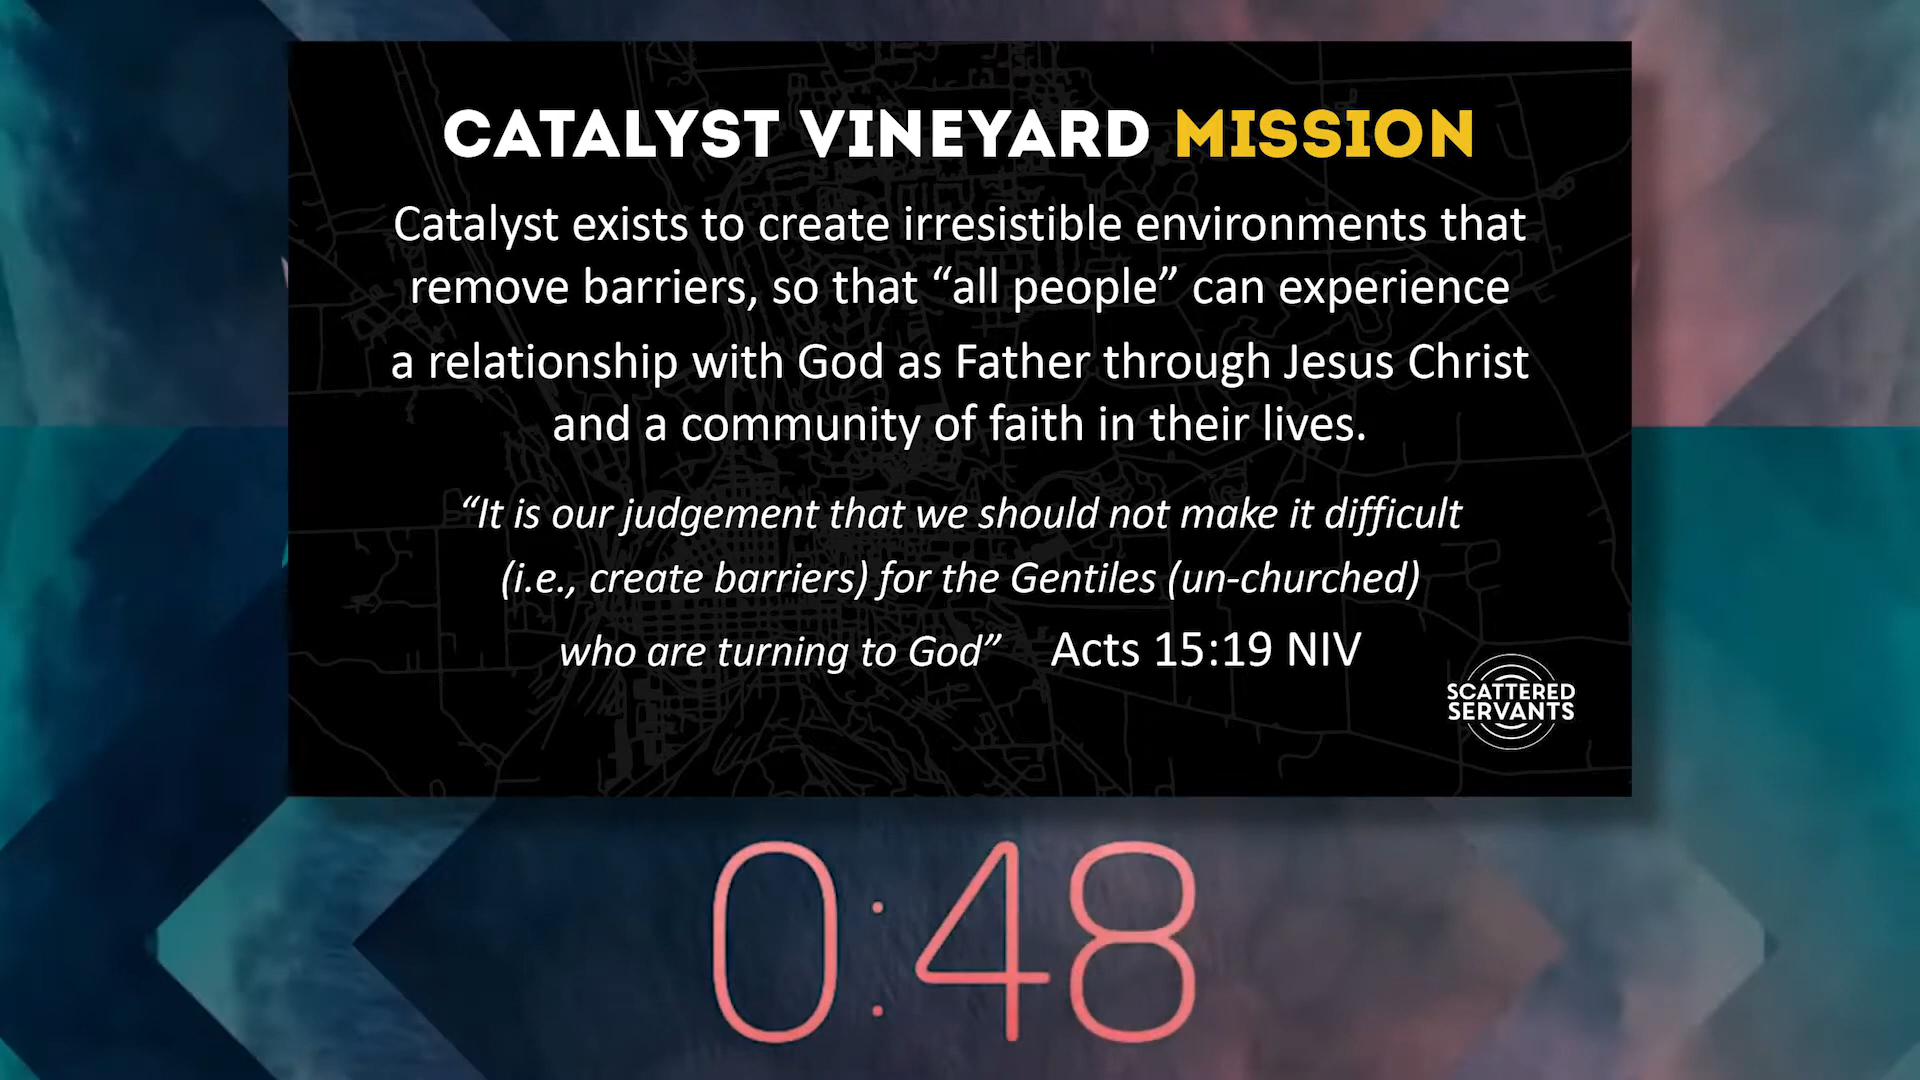 CATALYST VINEYARD MISSION
Catalyst exists to create irresistible environments that
remove barriers, so that “all people” can experience
a relationship with God as Father through Jesus Christ
and a community of faith in their lives.
“It is our judgement that we should not make it difficult
(i.e., create barriers) for the Gentiles (un-churched)
who are turning to God” Acts 15:19 NIV
SCATTERED
SERVANTS
0:48